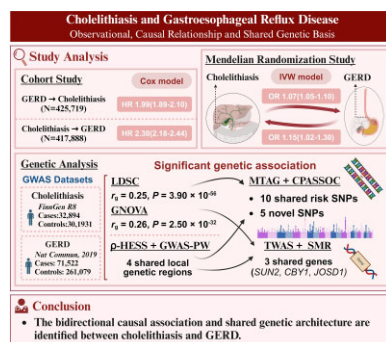 Cholelithiasis and Gastroesophageal Reflux Disease
Observational, Causal Relationship and Shared Genetic Basis
Study Analysis
Cohort Study
Cox model
GERD → Cholelithiasis
(N=425,719)
HR 1.99(1.89-2.10)
Cholelithiasis → GERD
(N=417,888)
HR 2.30(2.18-2.44)
Mendelian Randomization Study
Cholelithiasis
IVW model
GERD
OR 1.07(1.05-1.10)
OR 1.15(1.02-1.30)
Genetic Analysis
Significant genetic association
GWAS Datasets
Cholelithiasis
FinnGen R8
Cases:32,894
Controls:30,1931
GERD
Nat Commun, 2019
Cases: 71,522
Controls: 261,079
LDSC
rg = 0.25, P = 3.90 × 10-56
GNOVA
rg = 0.26, P = 2.50 × 10-32
ρ-HESS + GWAS-PW
4 shared local
genetic regions
MTAG + CPASSOC
• 10 shared risk SNPs
• 5 novel SNPs
TWAS + SMR
3 shared genes
(SUN2, CBY1, JOSD1)
Conclusion
• The bidirectional causal association and shared genetic architecture are
identified between cholelithiasis and GERD.